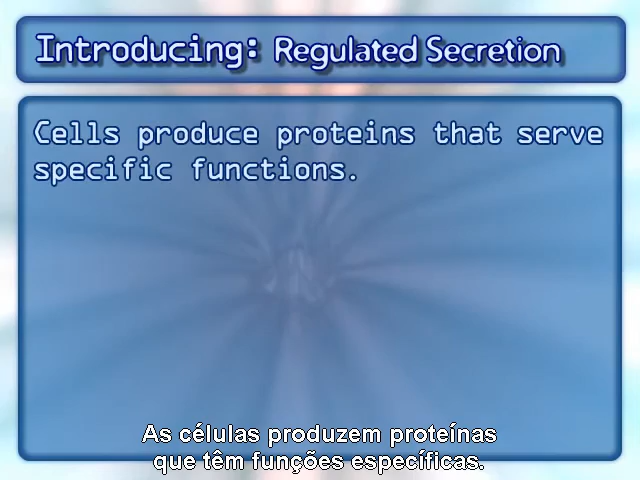 Introducing: Regulated Secretion
Cells produce proteins that serve
specific functions.
As células produzem proteínas
que têm funções específicas.